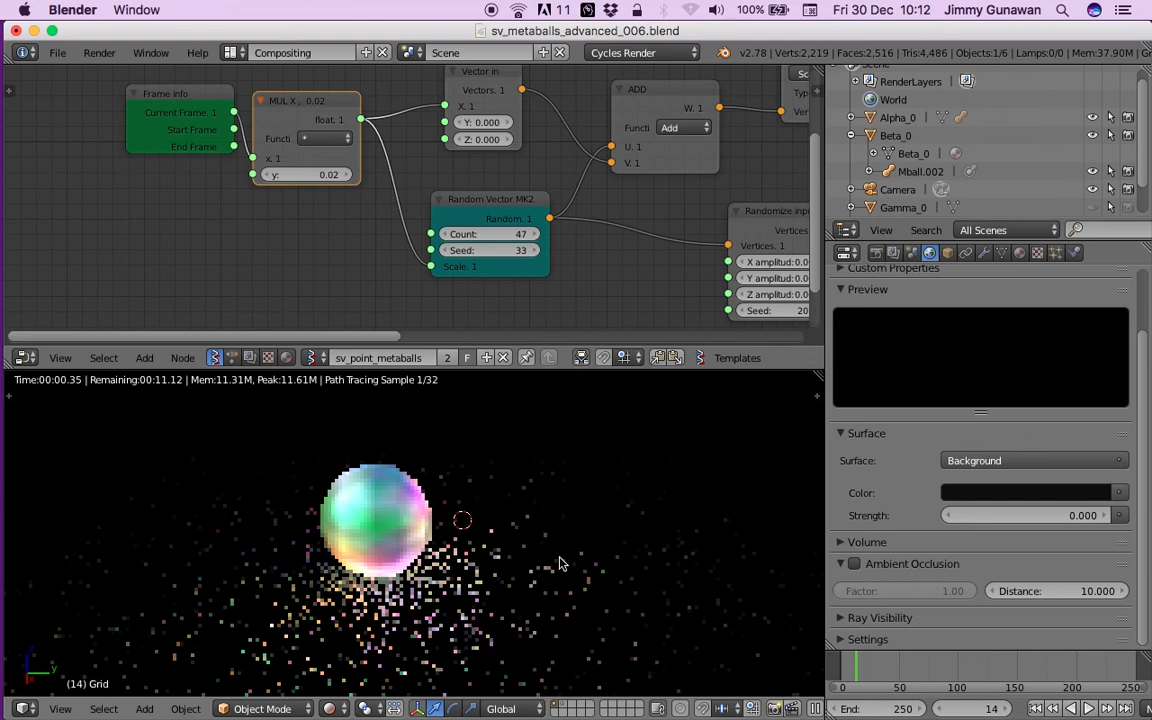 Blender Window 11 100% Fri 30 Dec 10:12 Jimmy Gunawan
sv_metaballs_advanced_006.blend
File Render Window Help Compositing Scene Cycles Render v2.78 | Verts:2,219 | Faces:2,516 | Tris:4,486 | Objects:1/6 | Lamps:0/0 | Mem:37.90M | Gr
Frame info
Current Frame. 1
Start Frame
End Frame
MUL X , 0.02
float. 1
Functi *
x. 1
y: 0.02
Vector in
Vectors. 1
X. 1
Y: 0.000
Z: 0.000
Random Vector MK2
Random. 1
Count: 47
Seed: 33
Scale. 1
ADD
W. 1
Functi Add
U. 1
V. 1
Sc
Typ
Ver
Randomize inpu
Vertices.
Vertices. 1
X amplitud:0.0
Y amplitud:0.0
Z amplitud:0.0
Seed: 20
View Select Add Node sv_point_metaballs 2 F Templates
Time:00:00.35 | Remaining:00:11.12 | Mem:11.31M, Peak:11.61M | Path Tracing Sample 1/32
z
y
x
(14) Grid
View Select Add Object Object Mode Global
Scene
RenderLayers
World
Alpha_0
Beta_0
Beta_0
Mball.002
Camera
Gamma_0
View Search All Scenes
Custom Properties
Preview
Surface
Surface: Background
Color:
Strength: 0.000
Volume
Ambient Occlusion
Factor: 1.00 Distance: 10.000
Ray Visibility
Settings
0 50 100 150 200 250
End: 250 14 N